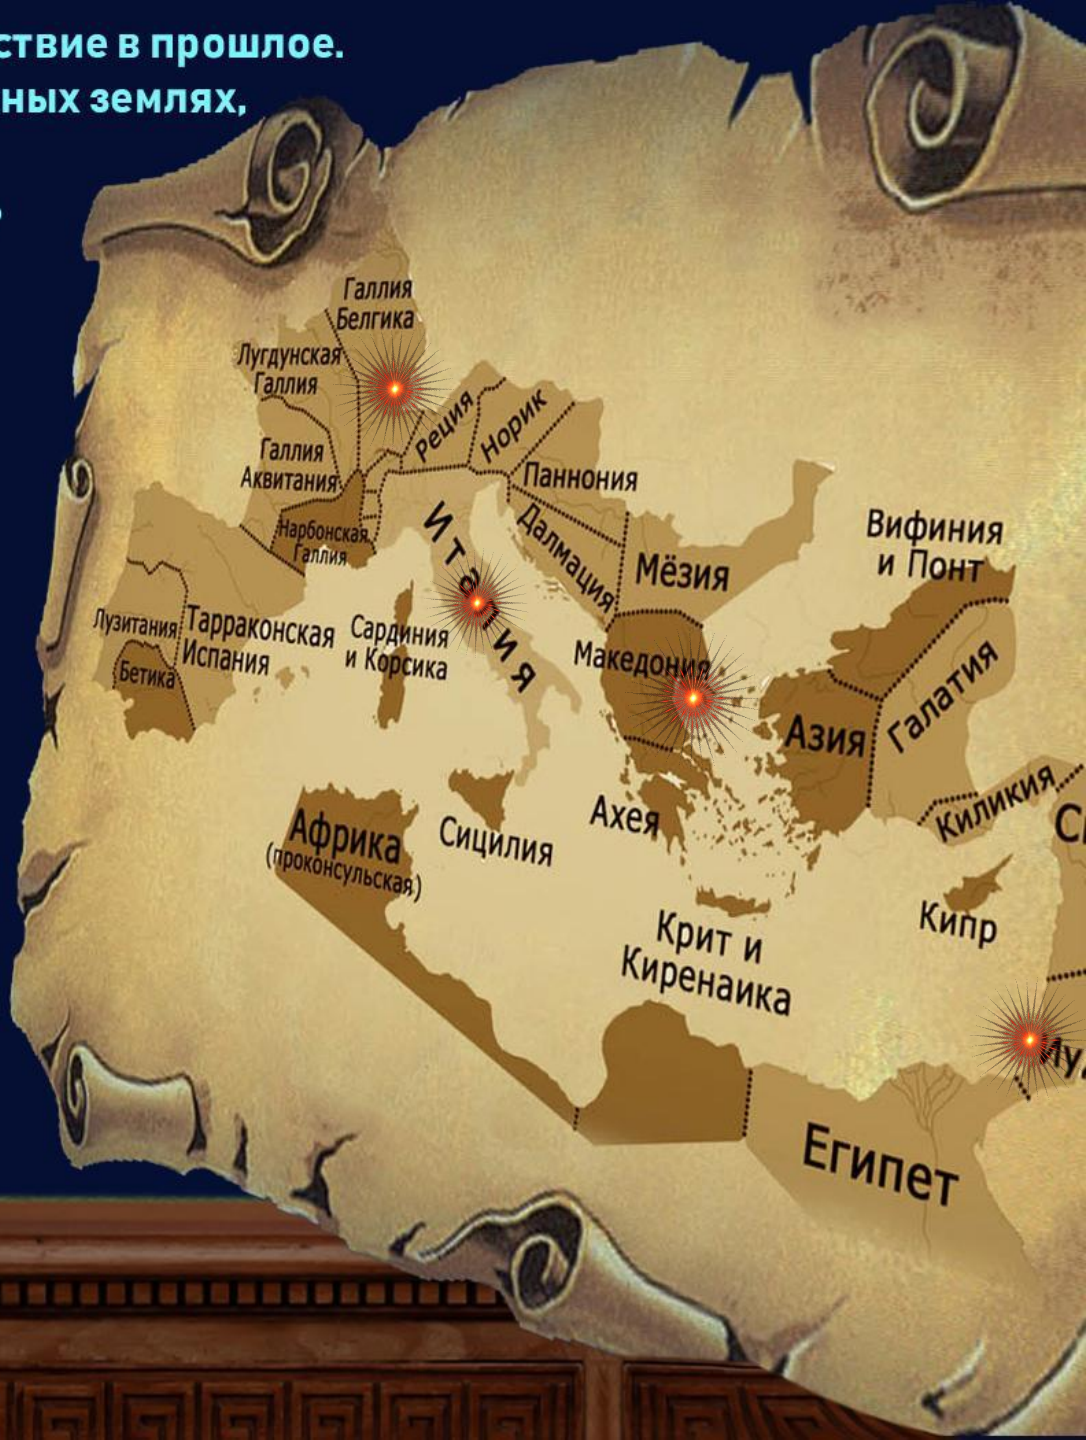 ствие в прошлое.
ных землях,
Галлия
Белгика
Лугдунская
Галлия
Реция
Норик
Галлия
Аквитания
Паннония
Нарбонская
Галлия
Далмация
Италия
Мёзия
Вифиния
и Понт
Лузитания
Тарраконская
Испания
Бетика
Сардиния
и Корсика
Македония
Азия
Галатия
Киликия
Африка
(проконсульская)
Сицилия
Ахея
Кипр
Крит и
Киренаика
Египет